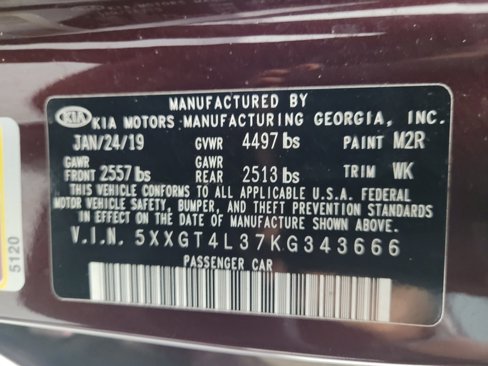 MANUFACTURED BY
KIA KIA MOTORS MANUFACTURING GEORGIA, INC.
JAN/24/19 GVWR 4497 lbs PAINT M2R
GAWR FRONT 2557 lbs GAWR REAR 2513 lbs TRIM WK
THIS VEHICLE CONFORMS TO ALL APPLICABLE U.S.A. FEDERAL
MOTOR VEHICLE SAFETY, BUMPER, AND THEFT PREVENTION STANDARDS
IN EFFECT ON THE DATE OF MANUFACTURE SHOWN ABOVE.
V.I.N. 5XXGT4L37KG343666
PASSENGER CAR
5120